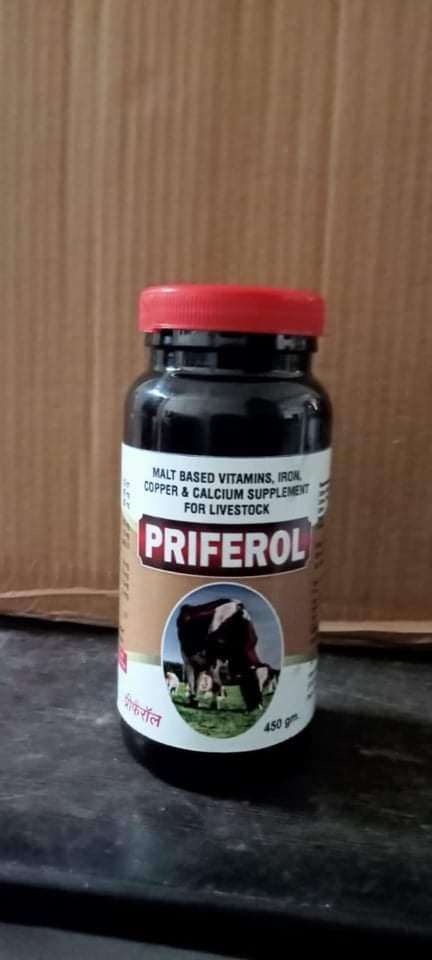 MALT BASED VITAMINS, IRON,
COPPER & CALCIUM SUPPLEMENT
FOR LIVESTOCK
PRIFEROL
प्रीफेरॉल
450 gm.